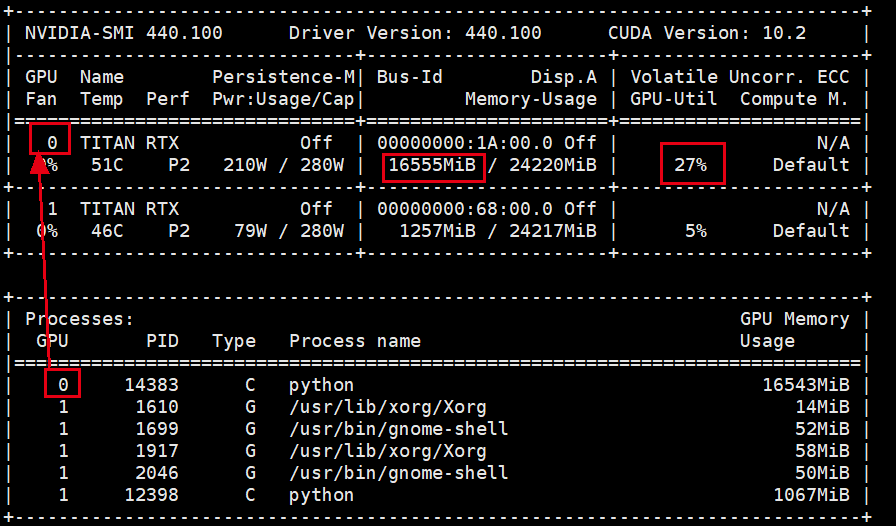 +-----------------------------------------------------------------------------+
| NVIDIA-SMI 440.100      Driver Version: 440.100      CUDA Version: 10.2     |
|-------------------------------+----------------------+----------------------+
| GPU  Name        Persistence-M| Bus-Id        Disp.A | Volatile Uncorr. ECC |
| Fan  Temp  Perf  Pwr:Usage/Cap|         Memory-Usage | GPU-Util  Compute M. |
|===============================+======================+======================|
|   0  TITAN RTX           Off  | 00000000:1A:00.0 Off |                  N/A |
| 0%   51C    P2   210W / 280W |  16555MiB / 24220MiB |     27%      Default |
+-------------------------------+----------------------+----------------------+
|   1  TITAN RTX           Off  | 00000000:68:00.0 Off |                  N/A |
|  0%   46C    P2    79W / 280W |   1257MiB / 24217MiB |      5%      Default |
+-------------------------------+----------------------+----------------------+
+-----------------------------------------------------------------------------+
| Processes:                                                       GPU Memory |
|  GPU       PID   Type   Process name                             Usage      |
|=============================================================================|
|    0     14383      C   python                                     16543MiB |
|    1      1610      G   /usr/lib/xorg/Xorg                            14MiB |
|    1      1699      G   /usr/bin/gnome-shell                          52MiB |
|    1      1917      G   /usr/lib/xorg/Xorg                            58MiB |
|    1      2046      G   /usr/bin/gnome-shell                          50MiB |
|    1     12398      C   python                                      1067MiB |
+-----------------------------------------------------------------------------+